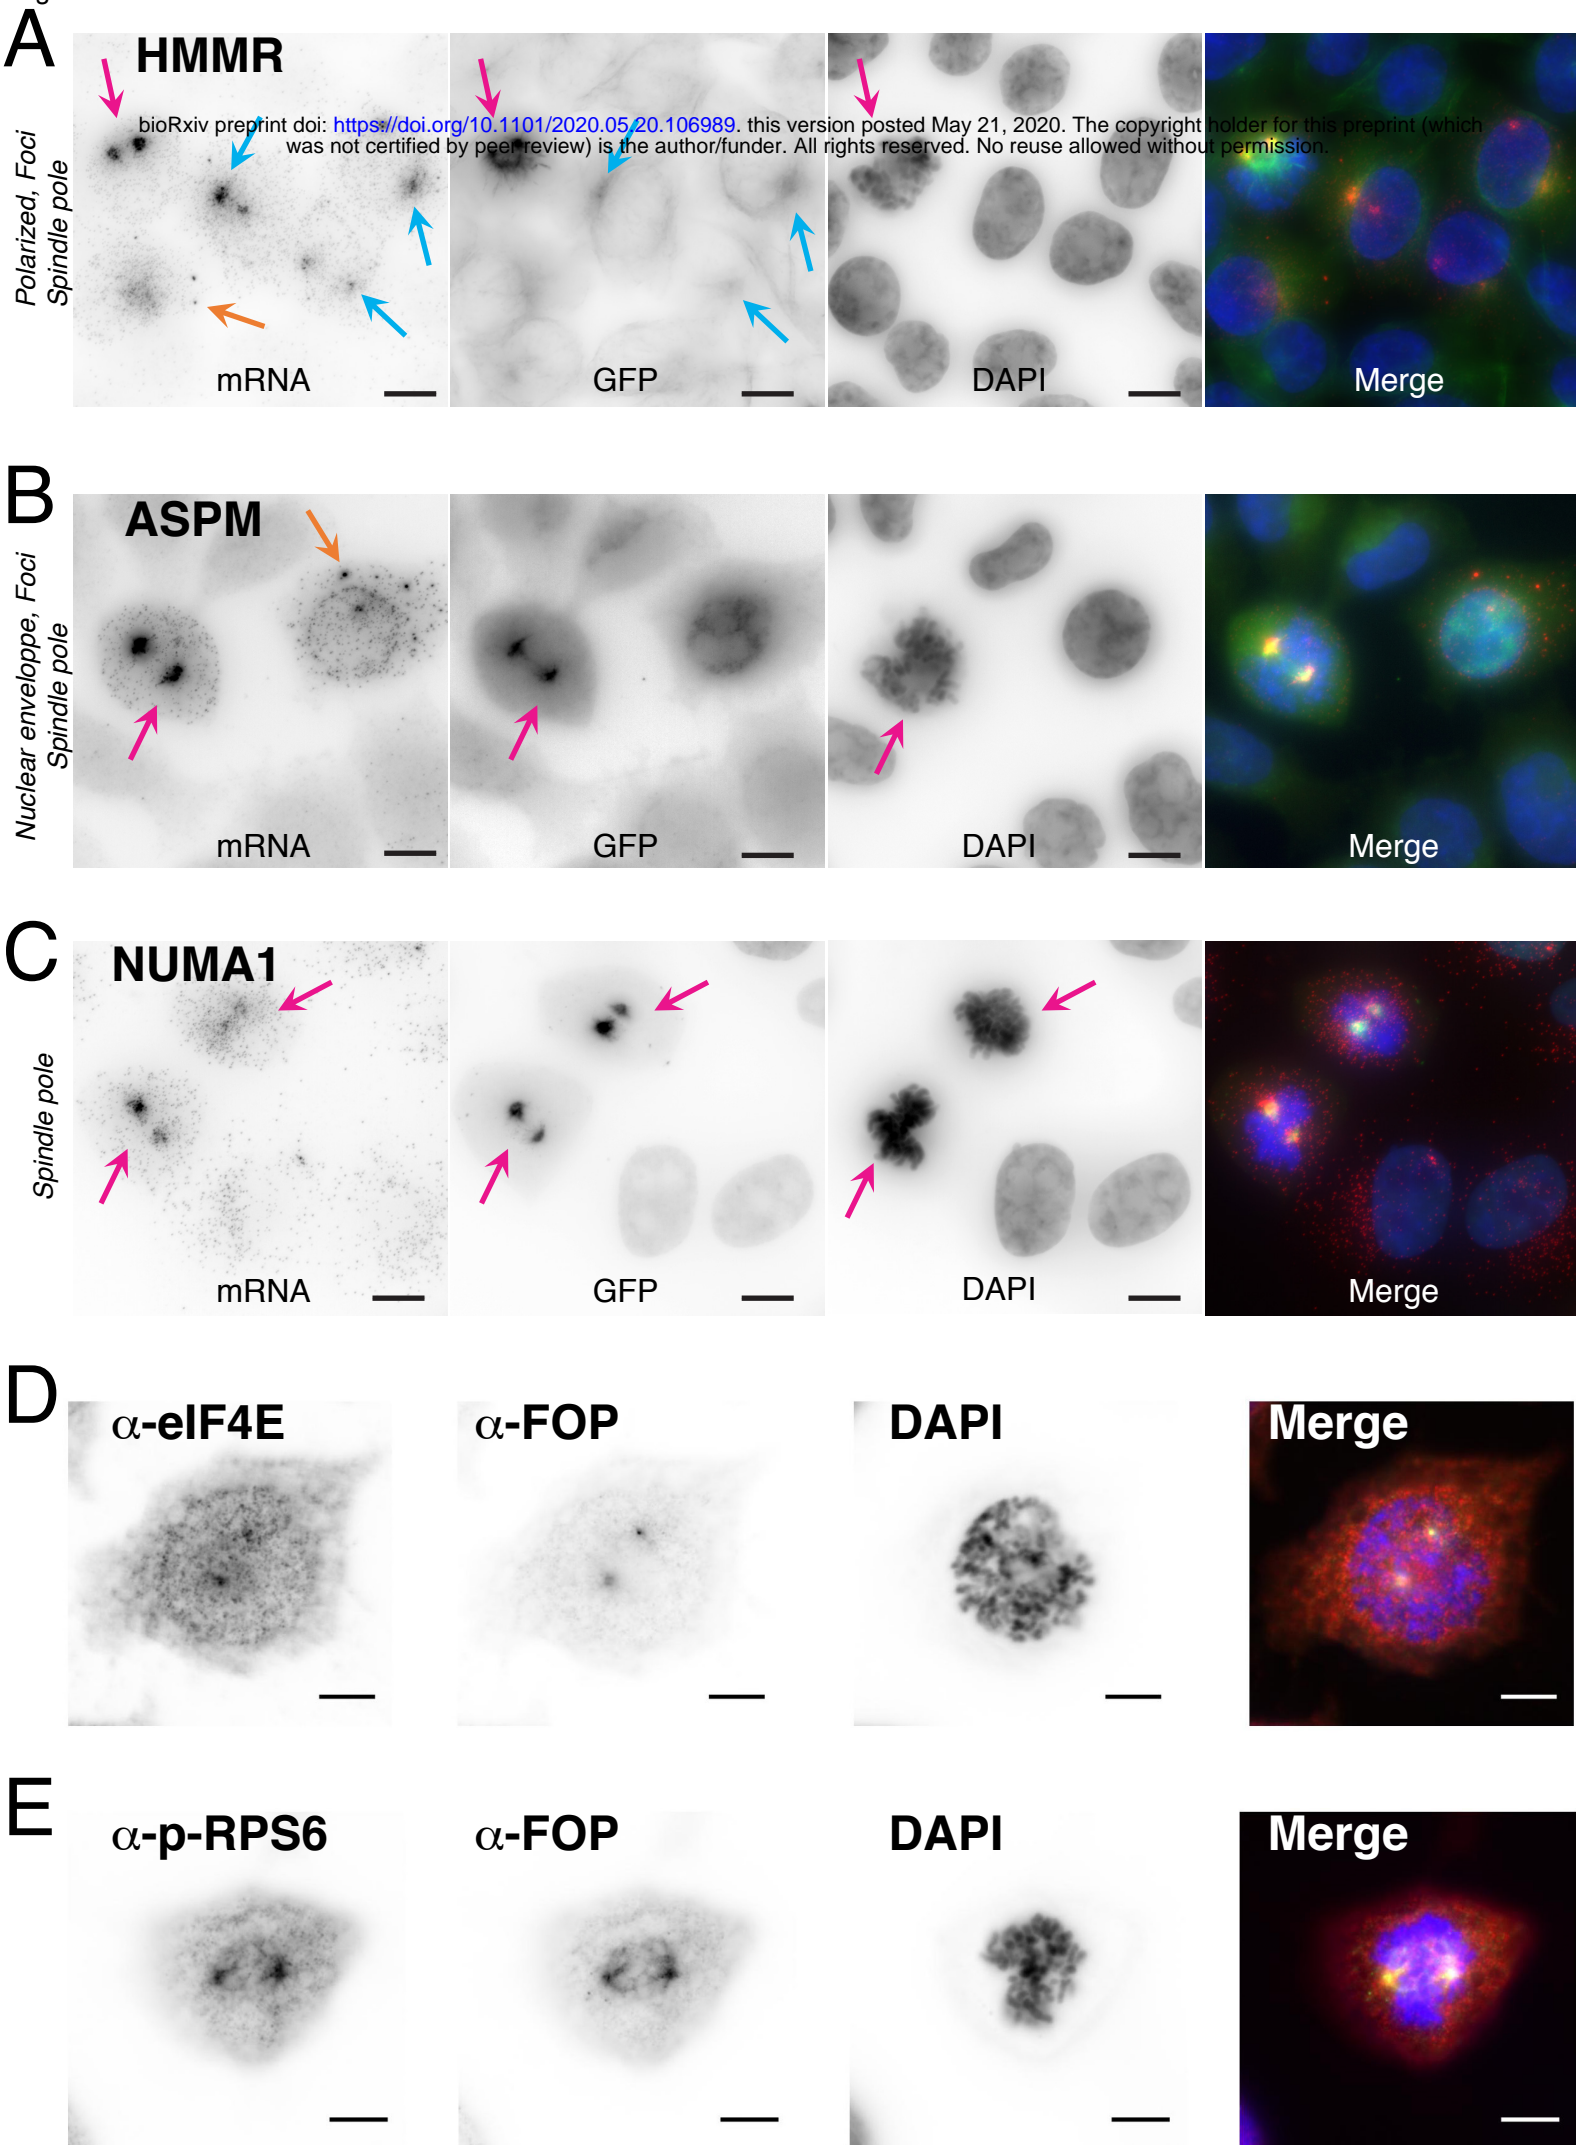 A
HMMR
bioRxiv preprint doi: https://doi.org/10.1101/2020.05.20.106989. this version posted May 21, 2020. The copyright holder for this preprint (which
was not certified by peer review) is the author/funder. All rights reserved. No reuse allowed without permission.
Polarized, Foci
Spindle pole
mRNA
GFP
DAPI
Merge
B
ASPM
Nuclear enveloppe, Foci
Spindle pole
mRNA
GFP
DAPI
Merge
C
NUMA1
Spindle pole
mRNA
GFP
DAPI
Merge
D
α-eIF4E
α-FOP
DAPI
Merge
E
α-p-RPS6
α-FOP
DAPI
Merge